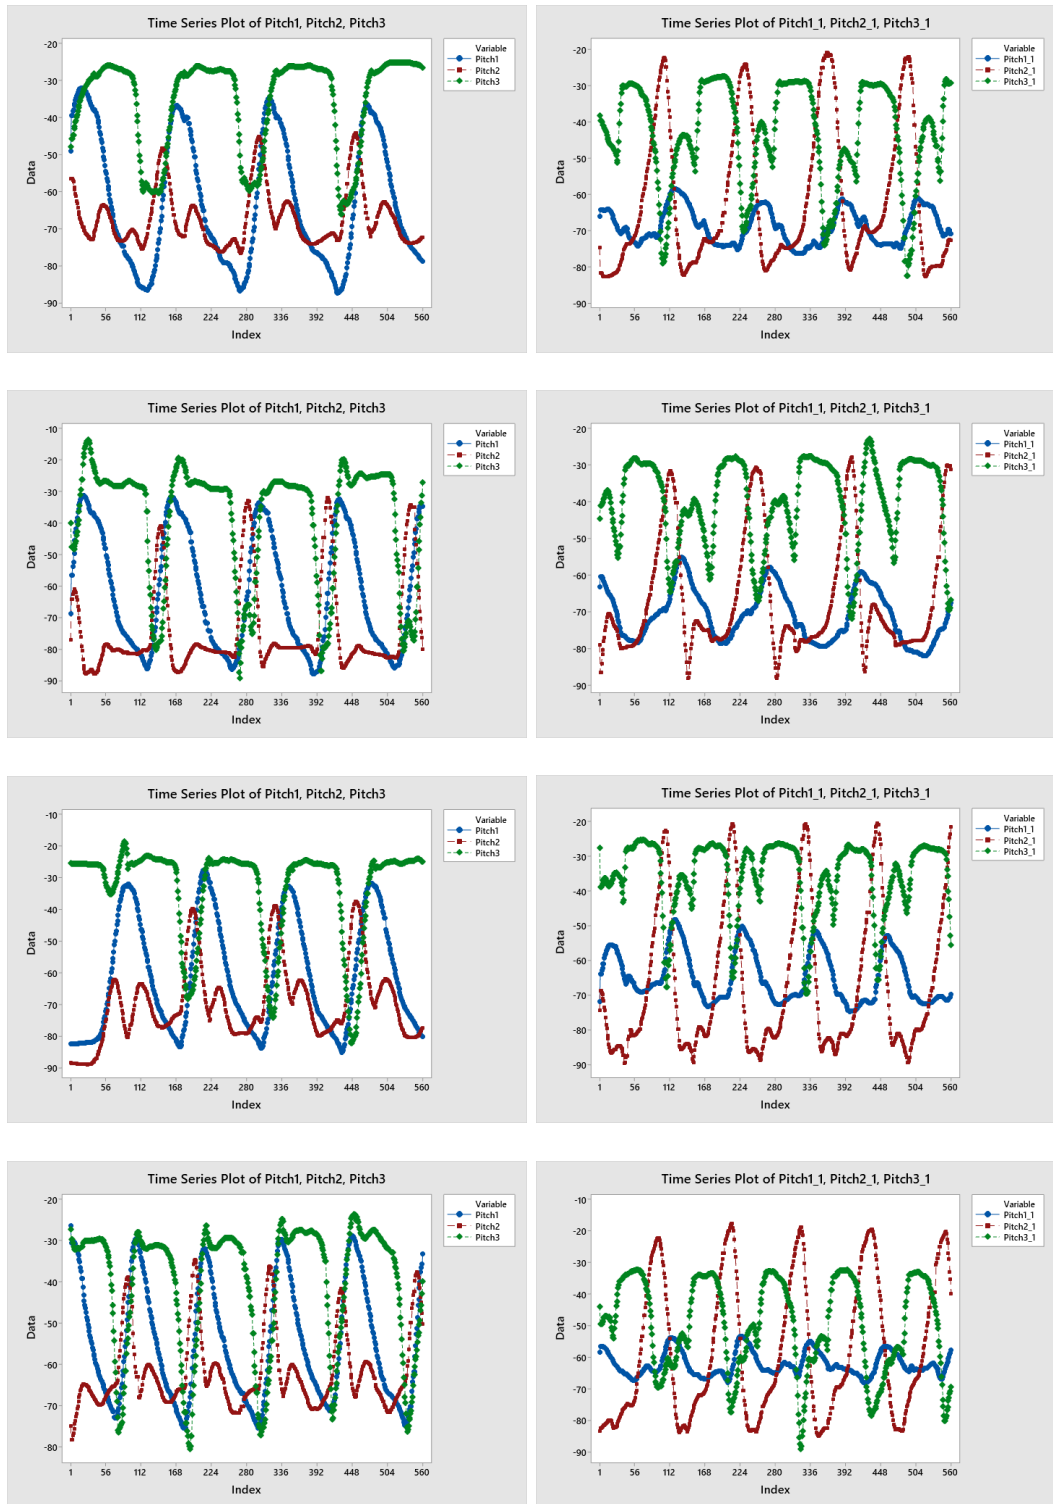 Time Series Plot of Pitch1, Pitch2, Pitch3
Variable
Pitch1
Pitch2
Pitch3
Data
-20
-30
-40
-50
-60
-70
-80
-90
1 56 112 168 224 280 336 392 448 504 560
Index
Time Series Plot of Pitch1_1, Pitch2_1, Pitch3_1
Variable
Pitch1_1
Pitch2_1
Pitch3_1
Data
-20
-30
-40
-50
-60
-70
-80
-90
1 56 112 168 224 280 336 392 448 504 560
Index
Time Series Plot of Pitch1, Pitch2, Pitch3
Variable
Pitch1
Pitch2
Pitch3
Data
-10
-20
-30
-40
-50
-60
-70
-80
-90
1 56 112 168 224 280 336 392 448 504 560
Index
Time Series Plot of Pitch1_1, Pitch2_1, Pitch3_1
Variable
Pitch1_1
Pitch2_1
Pitch3_1
Data
-20
-30
-40
-50
-60
-70
-80
-90
1 56 112 168 224 280 336 392 448 504 560
Index
Time Series Plot of Pitch1, Pitch2, Pitch3
Variable
Pitch1
Pitch2
Pitch3
Data
-10
-20
-30
-40
-50
-60
-70
-80
-90
1 56 112 168 224 280 336 392 448 504 560
Index
Time Series Plot of Pitch1_1, Pitch2_1, Pitch3_1
Variable
Pitch1_1
Pitch2_1
Pitch3_1
Data
-20
-30
-40
-50
-60
-70
-80
-90
1 56 112 168 224 280 336 392 448 504 560
Index
Time Series Plot of Pitch1, Pitch2, Pitch3
Variable
Pitch1
Pitch2
Pitch3
Data
-20
-30
-40
-50
-60
-70
-80
1 56 112 168 224 280 336 392 448 504 560
Index
Time Series Plot of Pitch1_1, Pitch2_1, Pitch3_1
Variable
Pitch1_1
Pitch2_1
Pitch3_1
Data
-10
-20
-30
-40
-50
-60
-70
-80
-90
1 56 112 168 224 280 336 392 448 504 560
Index